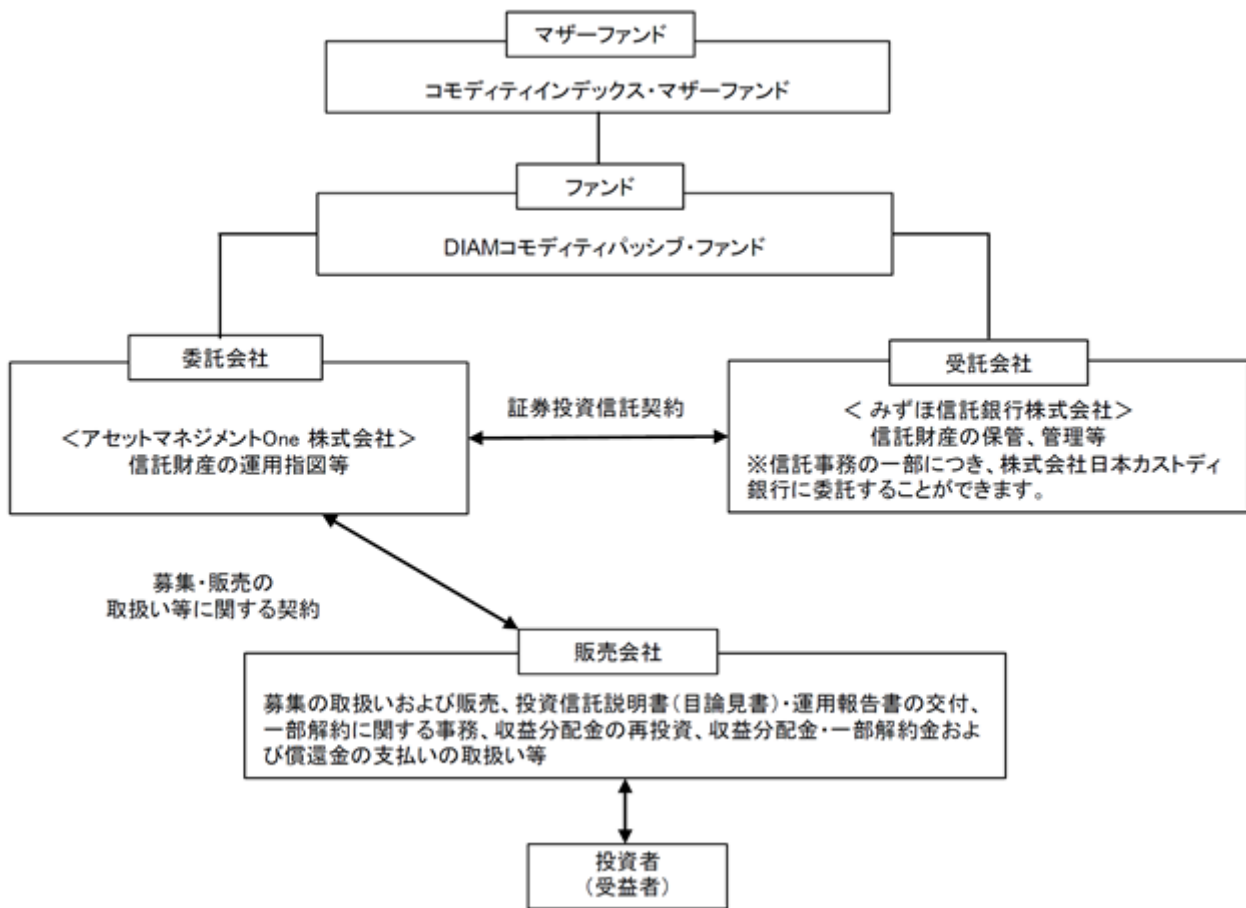 マザーファンド
コモディティインデックス・マザーファンド
ファンド
DIAMコモディティパッシブ・ファンド
委託会社
＜アセットマネジメントOne 株式会社＞
信託財産の運用指図等
証券投資信託契約
受託会社
＜ みずほ信託銀行株式会社＞
信託財産の保管、管理等
※信託事務の一部につき、株式会社日本カストディ
銀行に委託することができます。
募集・販売の
取扱い等に関する契約
販売会社
募集の取扱いおよび販売、投資信託説明書（目論見書）・運用報告書の交付、
一部解約に関する事務、収益分配金の再投資、収益分配金・一部解約金およ
び償還金の支払いの取扱い等
投資者
（受益者）